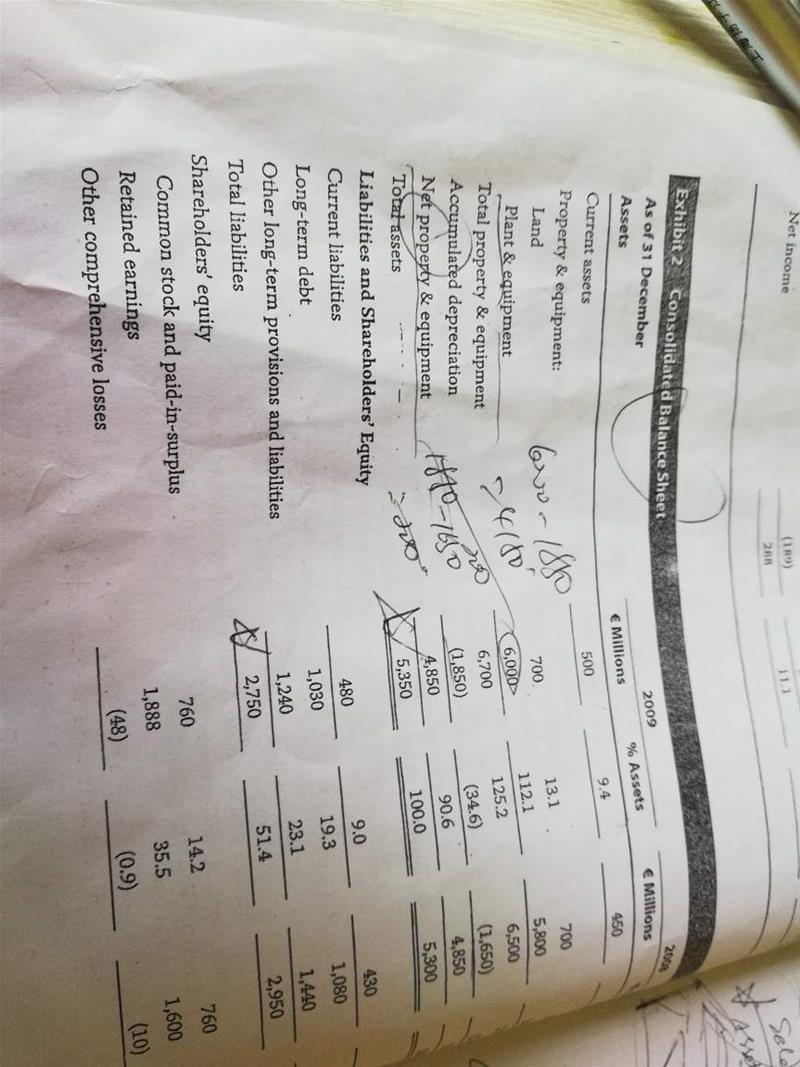 Net income (189) 11.1
288
Exhibit 2 Consolidated Balance Sheet
As of 31 December 2009 2008
Assets € Millions % Assets € Millions
Current assets 500 9.4 450
Property & equipment:
Land 700 13.1 700
Plant & equipment 6,000 112.1 5,800
Total property & equipment 6,700 125.2 6,500
Accumulated depreciation (1,850) (34.6) (1,650)
Net property & equipment 4,850 90.6 4,850
Total assets 5,350 100.0 5,300
Liabilities and Shareholders' Equity
Current liabilities 480 9.0 430
Long-term debt 1,030 19.3 1,080
Other long-term provisions and liabilities 1,240 23.1 1,440
Total liabilities 2,750 51.4 2,950
Shareholders' equity
Common stock and paid-in-surplus 760 14.2 760
Retained earnings 1,888 35.5 1,600
Other comprehensive losses (48) (0.9) (10)
= 4180
200
= 200